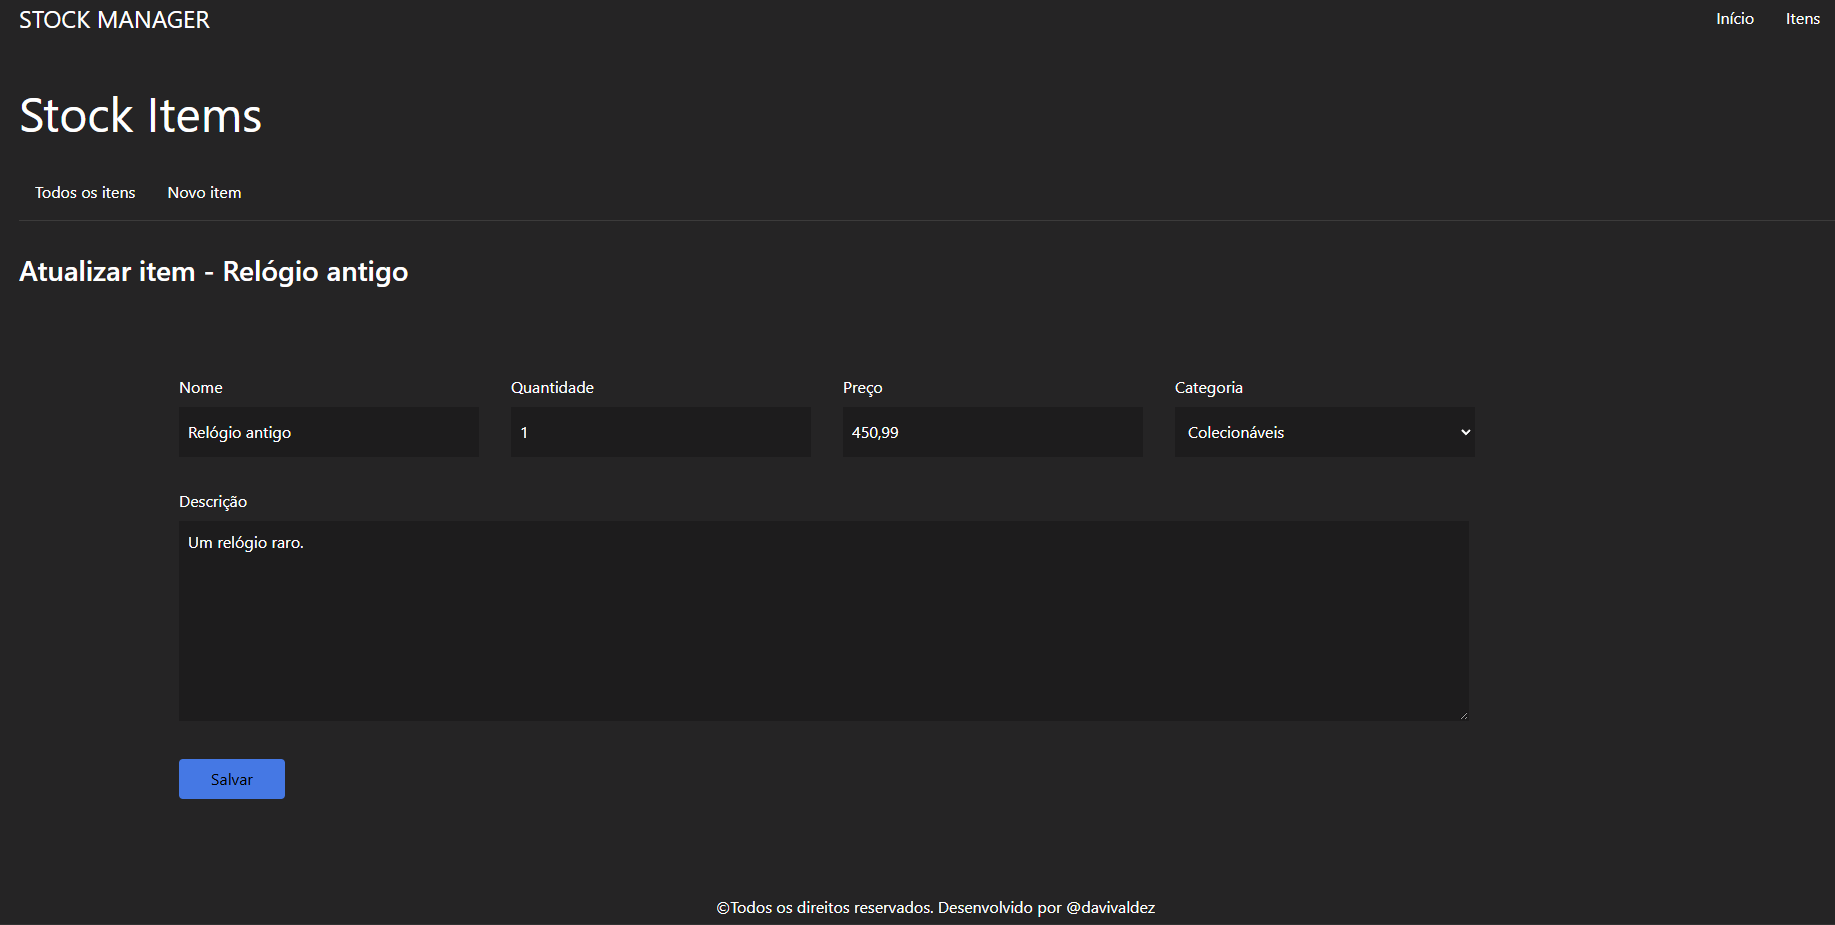 STOCK MANAGER
Início Itens
Stock Items
Todos os itens Novo item
Atualizar item - Relógio antigo
Nome Quantidade Preço Categoria
Relógio antigo 1 450,99 Colecionáveis
Descrição
Um relógio raro.
Salvar
©Todos os direitos reservados. Desenvolvido por @davivaldez